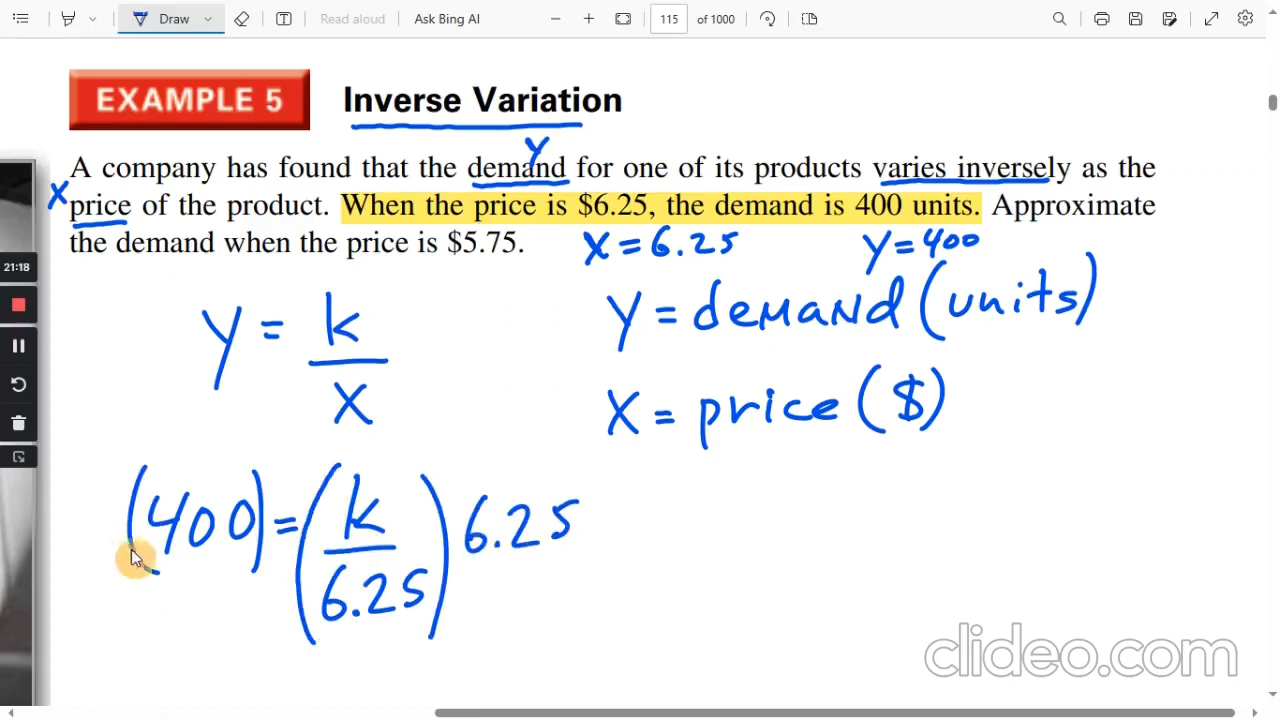 Draw
Read aloud
Ask Bing AI
115 of 1000
EXAMPLE 5 Inverse Variation
y
A company has found that the demand for one of its products varies inversely as the
x price of the product. When the price is $6.25, the demand is 400 units. Approximate
the demand when the price is $5.75.
x = 6.25 y = 400
21:18
y = k/x
y = demand (units)
x = price ($)
(400) = (k/6.25) 6.25
clideo.com